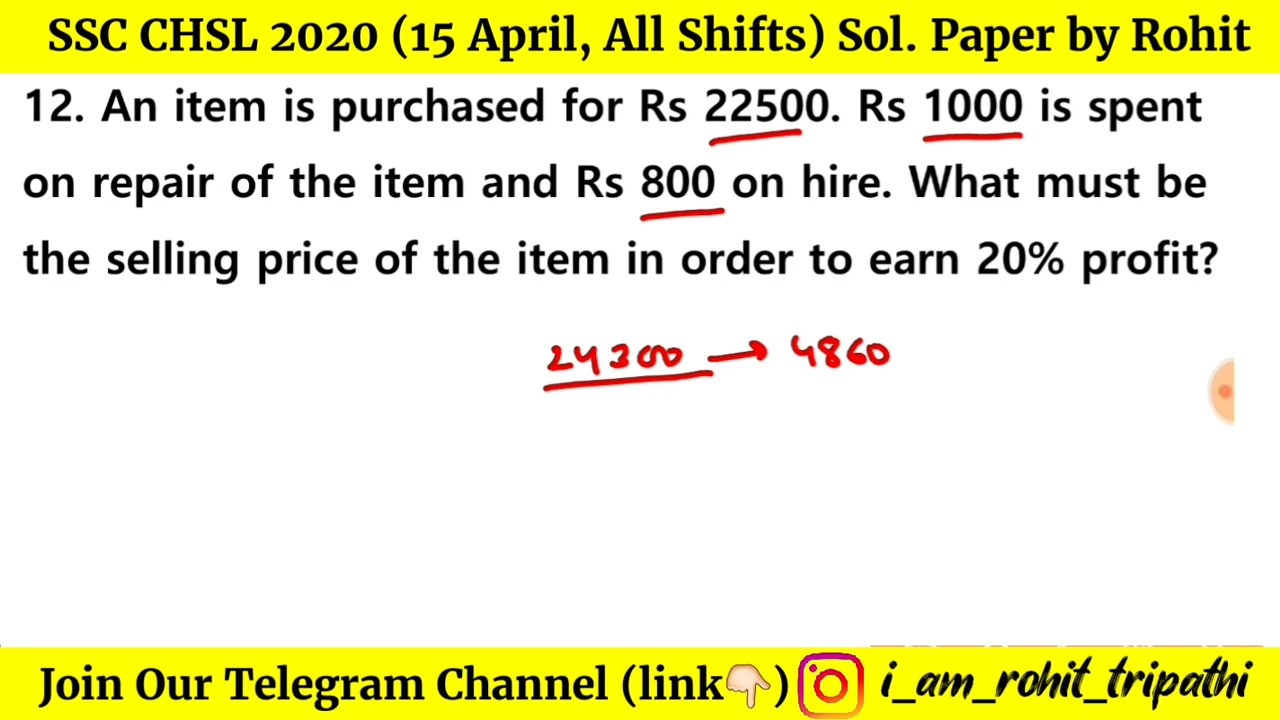 SSC CHSL 2020 (15 April, All Shifts) Sol. Paper by Rohit
12. An item is purchased for Rs 22500. Rs 1000 is spent
on repair of the item and Rs 800 on hire. What must be
the selling price of the item in order to earn 20% profit?
24300 → 4860
Join Our Telegram Channel (link👇🏻) i_am_rohit_tripathi